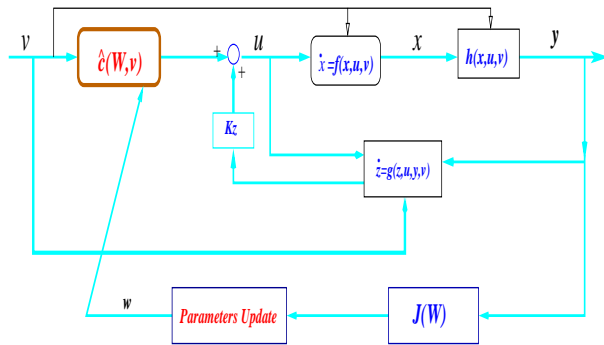 v
ĉ(W,v)
+
+
u
ẋ=f(x,u,v)
x
h(x,u,v)
y
Kz
ż=g(z,u,y,v)
w
Parameters Update
J(W)